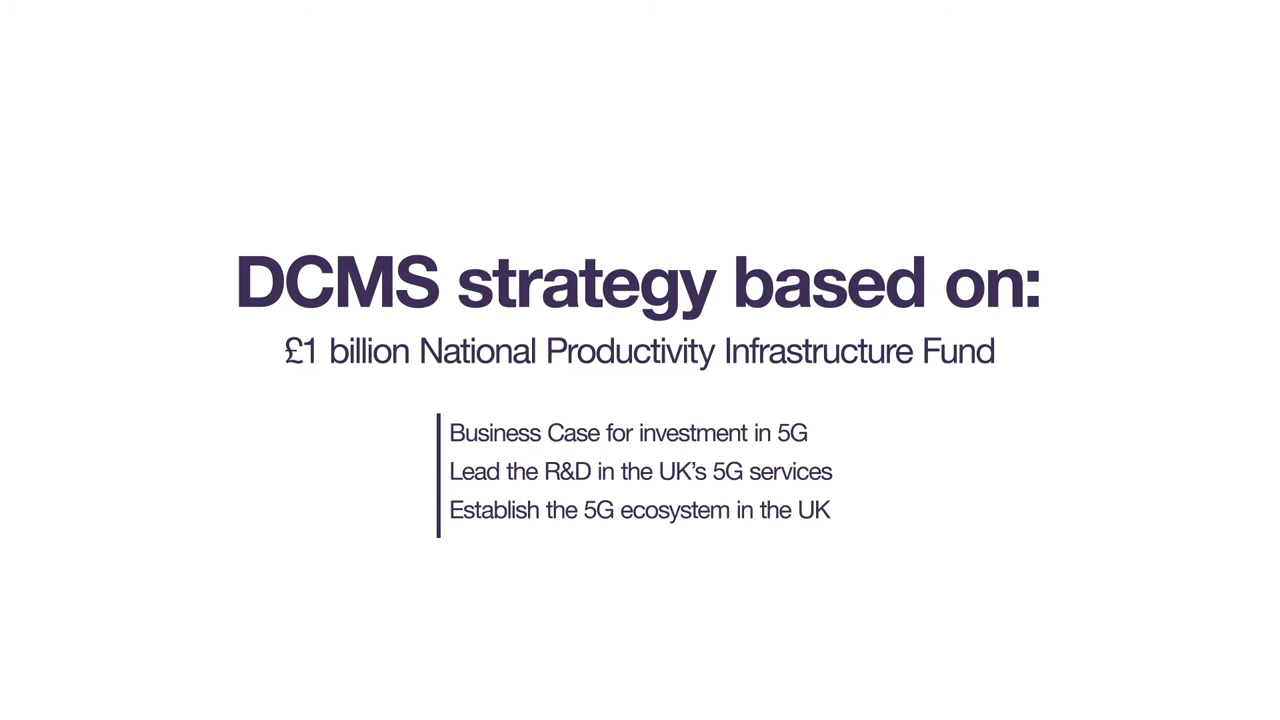 DCMS strategy based on:
£1 billion National Productivity Infrastructure Fund
Business Case for investment in 5G
Lead the R&D in the UK’s 5G services
Establish the 5G ecosystem in the UK